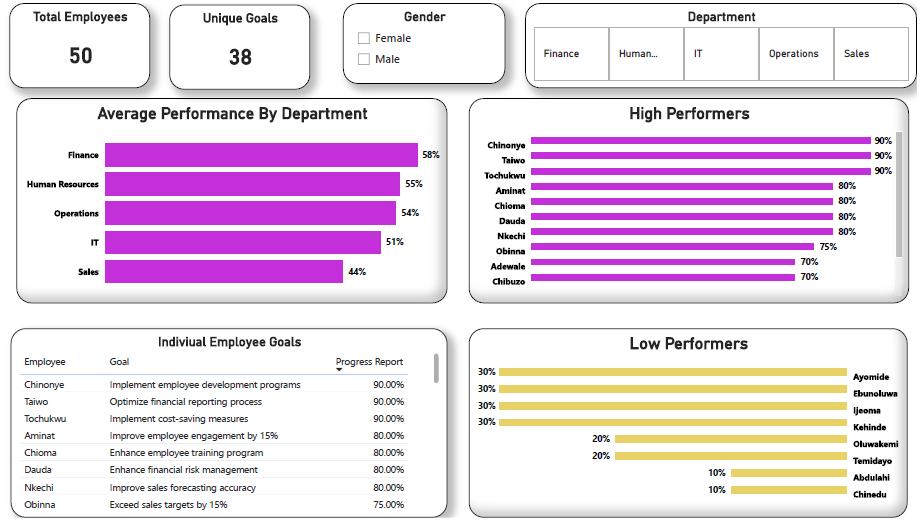 Total Employees
50
Unique Goals
38
Gender
Female
Male
Department
Finance
Human...
IT
Operations
Sales
Average Performance By Department
Finance 58%
Human Resources 55%
Operations 54%
IT 51%
Sales 44%
High Performers
Chinonye 90%
Taiwo 90%
Tochukwu 90%
Aminat 80%
Chioma 80%
Dauda 80%
Nkechi 80%
Obinna 75%
Adewale 70%
Chibuzo 70%
Indiviual Employee Goals
Employee Goal Progress Report
Chinonye Implement employee development programs 90.00%
Taiwo Optimize financial reporting process 90.00%
Tochukwu Implement cost-saving measures 90.00%
Aminat Improve employee engagement by 15% 80.00%
Chioma Enhance employee training program 80.00%
Dauda Enhance financial risk management 80.00%
Nkechi Improve sales forecasting accuracy 80.00%
Obinna Exceed sales targets by 15% 75.00%
Low Performers
30% Ayomide
30% Ebunoluwa
30% Ijeoma
30% Kehinde
20% Oluwakemi
20% Temidayo
10% Abdulahi
10% Chinedu